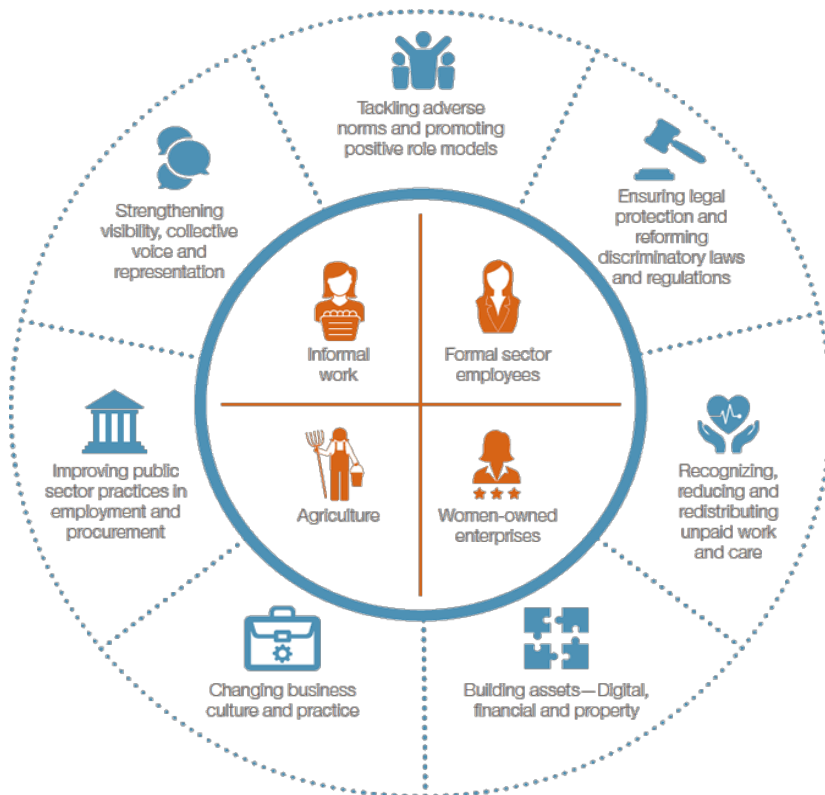 Tackling adverse
norms and promoting
positive role models
Ensuring legal
protection and
reforming
discriminatory laws
and regulations
Recognizing,
reducing and
redistributing
unpaid work
and care
Building assets—Digital,
financial and property
Changing business
culture and practice
Improving public
sector practices in
employment and
procurement
Strengthening
visibility, collective
voice and
representation
Informal
work
Formal sector
employees
Agriculture
Women-owned
enterprises